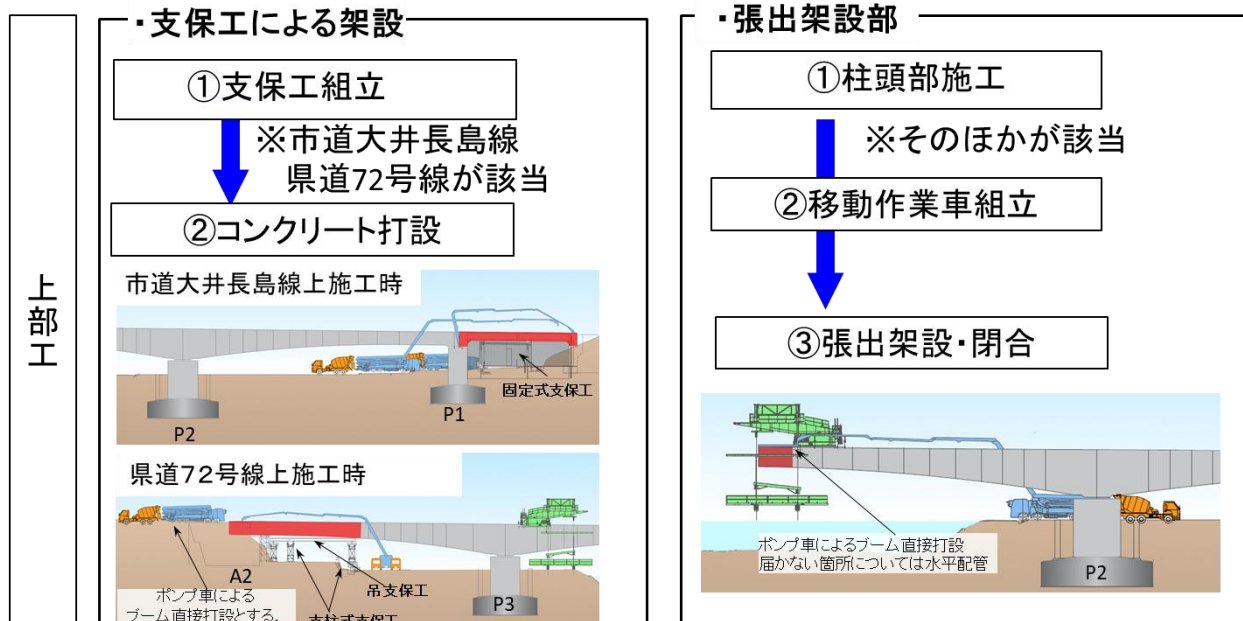 上部工
・支保工による架設
①支保工組立
※市道大井長島線
県道72号線が該当
②コンクリート打設
市道大井長島線上施工時
固定式支保工
P1
P2
県道72号線上施工時
A2
ポンプ車による
ブーム直接打設とする。
吊支保工
支柱式支保工
P3
・張出架設部
①柱頭部施工
※そのほかが該当
②移動作業車組立
③張出架設・閉合
ポンプ車によるブーム直接打設
届かない箇所については水平配管
P2